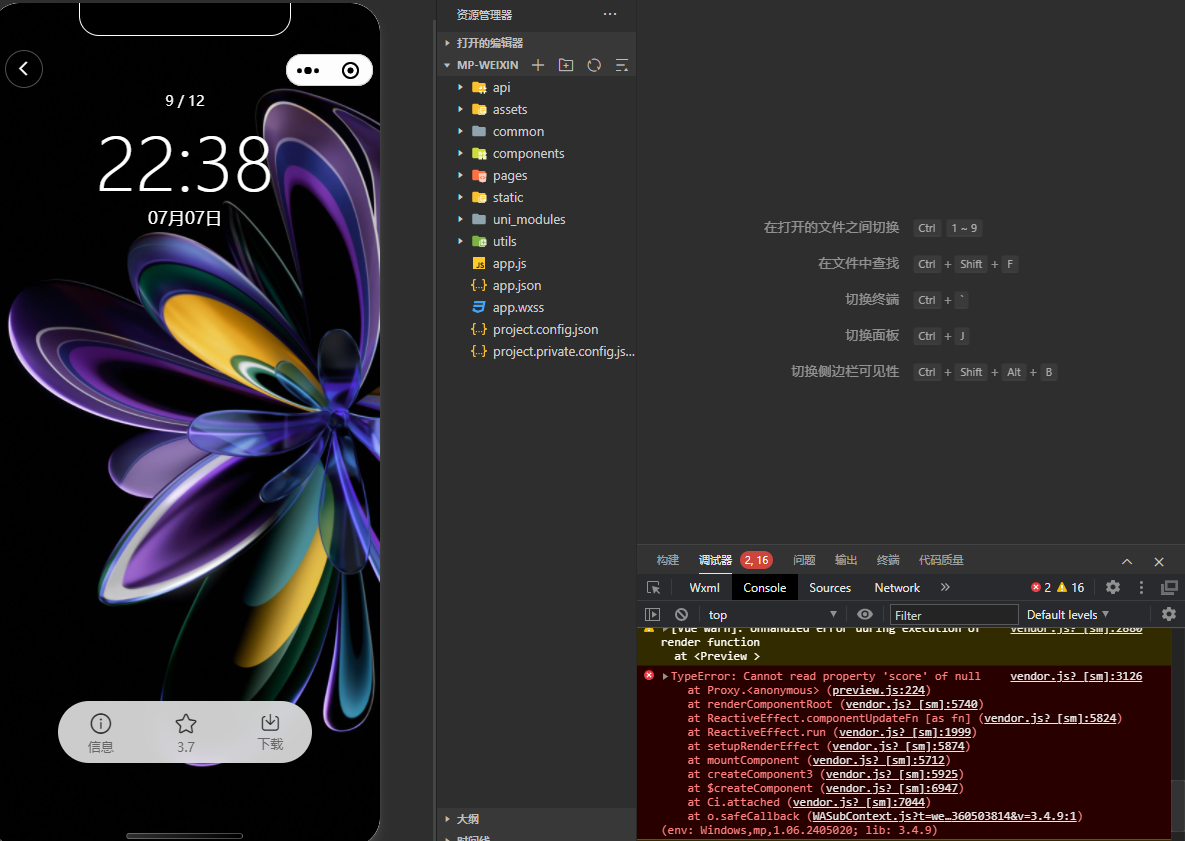 9 / 12
22:38
07月07日
信息
3.7
下载
资源管理器
打开的编辑器
MP-WEIXIN
api
assets
common
components
pages
static
uni_modules
utils
app.js
app.json
app.wxss
project.config.json
project.private.config.js...
大纲
时间线
在打开的文件之间切换 Ctrl 1 ~ 9
在文件中查找 Ctrl + Shift + F
切换终端 Ctrl + `
切换面板 Ctrl + J
切换侧边栏可见性 Ctrl + Shift + Alt + B
构建 调试器 2, 16 问题 输出 终端 代码质量
Wxml Console Sources Network » 2 16
top Filter Default levels
[Vue warn]: Unhandled error during execution of vendor.js? [sm]:2880
render function
at <Preview >
TypeError: Cannot read property 'score' of null vendor.js? [sm]:3126
at Proxy.<anonymous> (preview.js:224)
at renderComponentRoot (vendor.js? [sm]:5740)
at ReactiveEffect.componentUpdateFn [as fn] (vendor.js? [sm]:5824)
at ReactiveEffect.run (vendor.js? [sm]:1999)
at setupRenderEffect (vendor.js? [sm]:5874)
at mountComponent (vendor.js? [sm]:5712)
at createComponent3 (vendor.js? [sm]:5925)
at $createComponent (vendor.js? [sm]:6947)
at Ci.attached (vendor.js? [sm]:7044)
at o.safeCallback (WASubContext.js?t=we…360503814&v=3.4.9:1)
(env: Windows,mp,1.06.2405020; lib: 3.4.9)